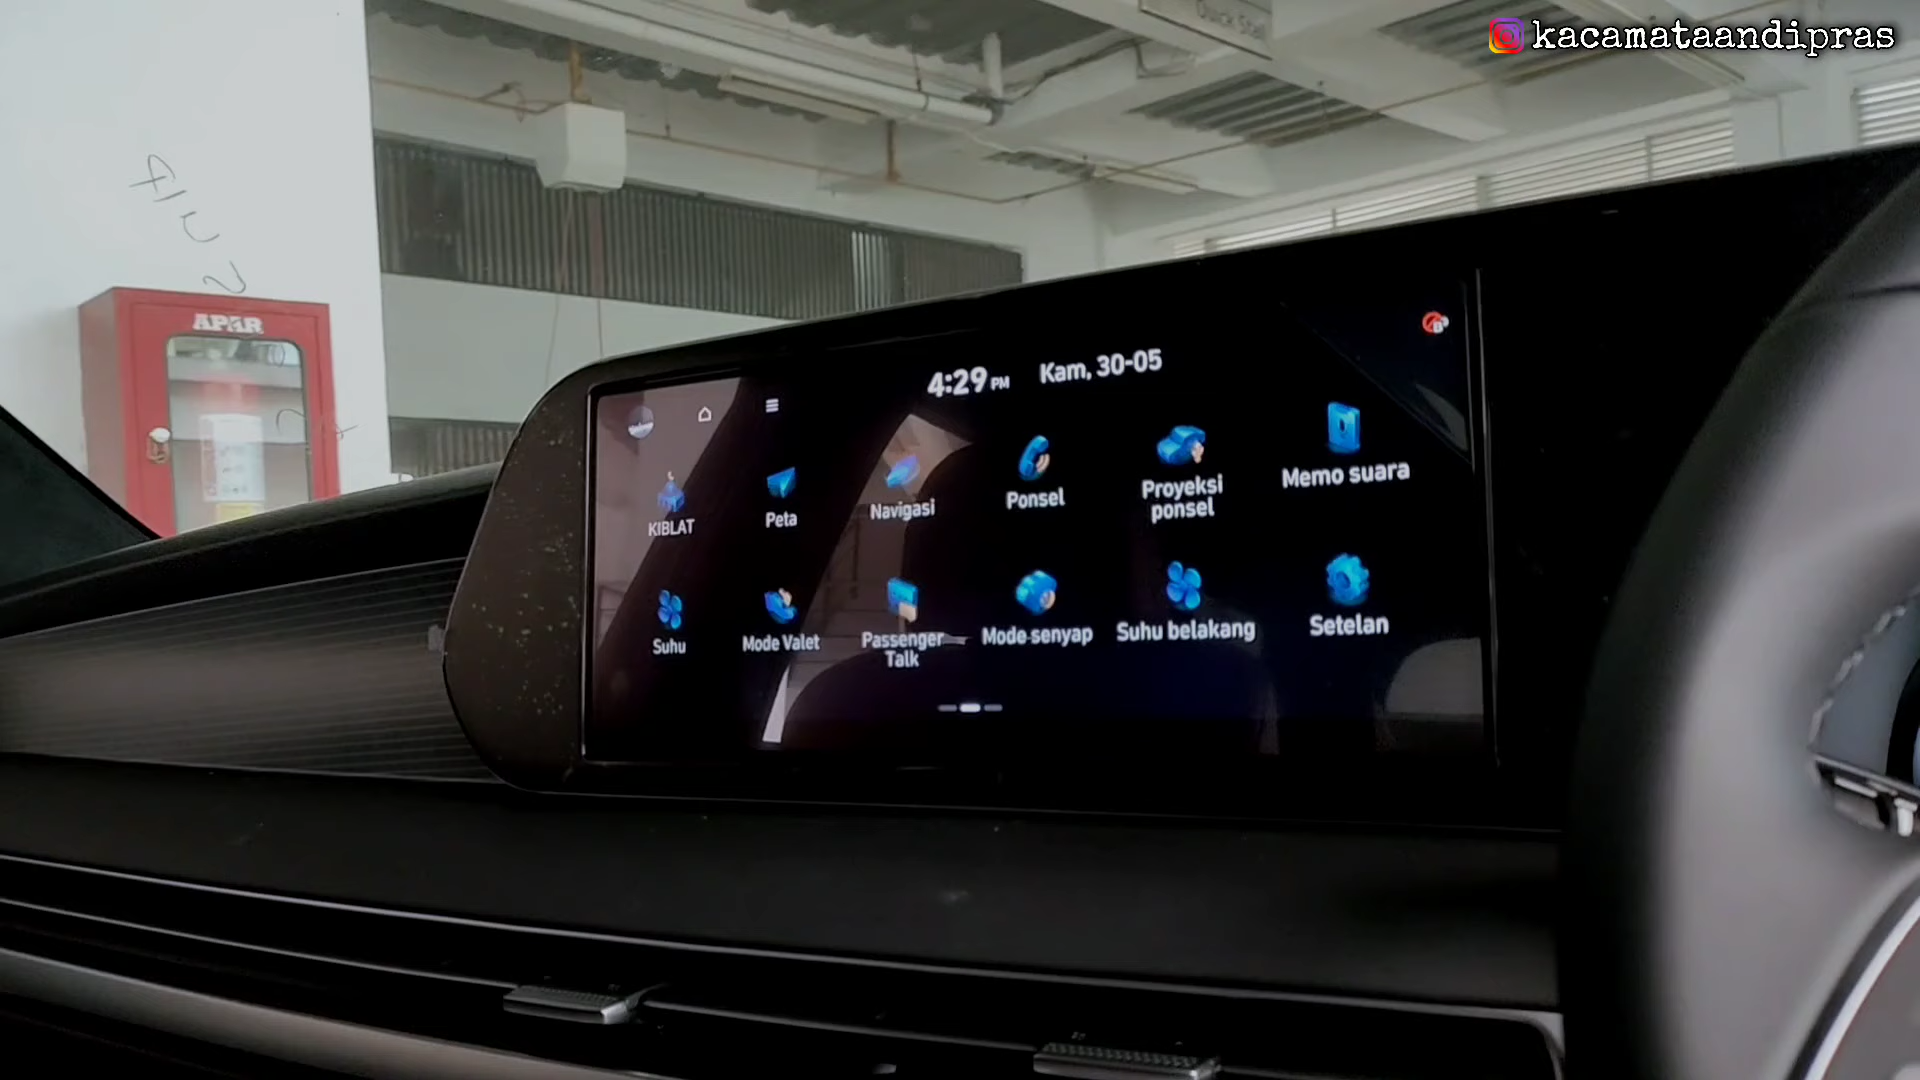 kacamataandipras
APAR
4:29 PM Kam, 30-05
KIBLAT
Peta
Navigasi
Ponsel
Proyeksi
ponsel
Memo suara
Suhu
Mode Valet
Passenger
Talk
Mode senyap
Suhu belakang
Setelan